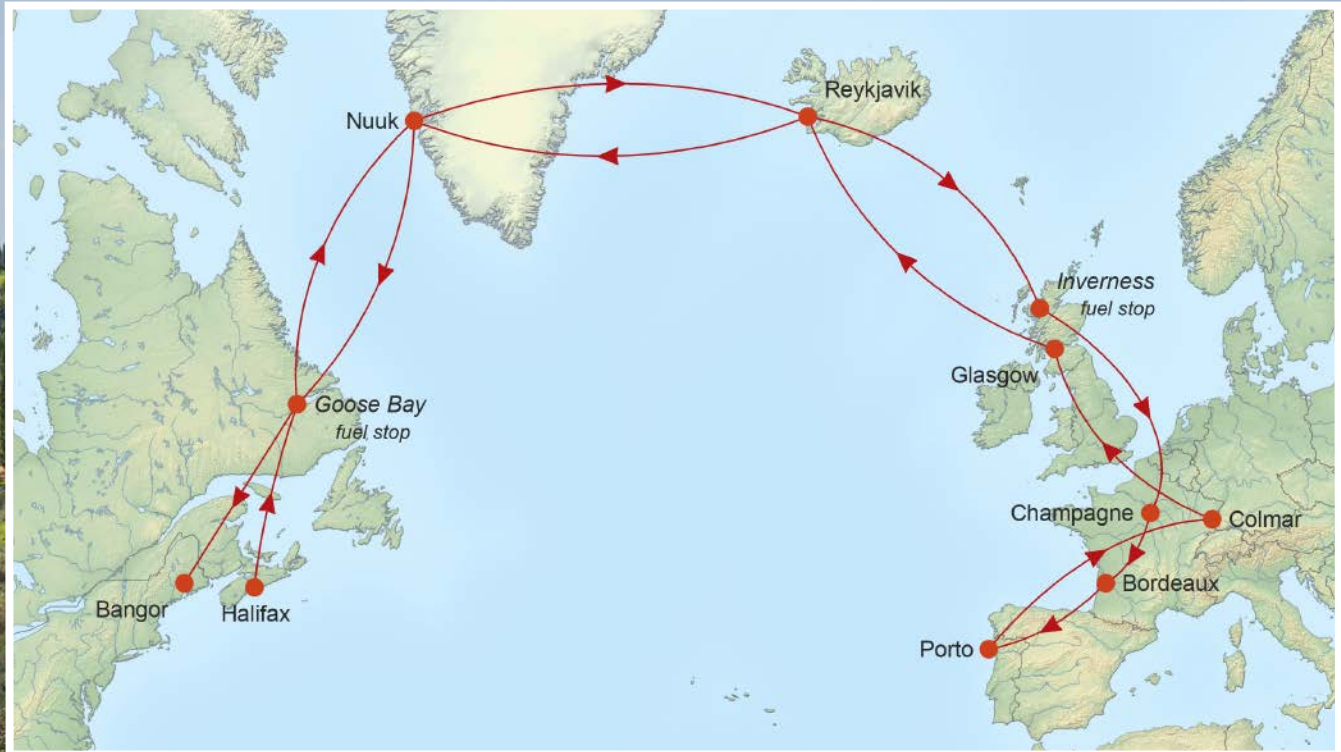 Reykjavik
Nuuk
Inverness
fuel stop
Glasgow
Goose Bay
fuel stop
Champagne
Colmar
Bordeaux
Bangor
Halifax
Porto